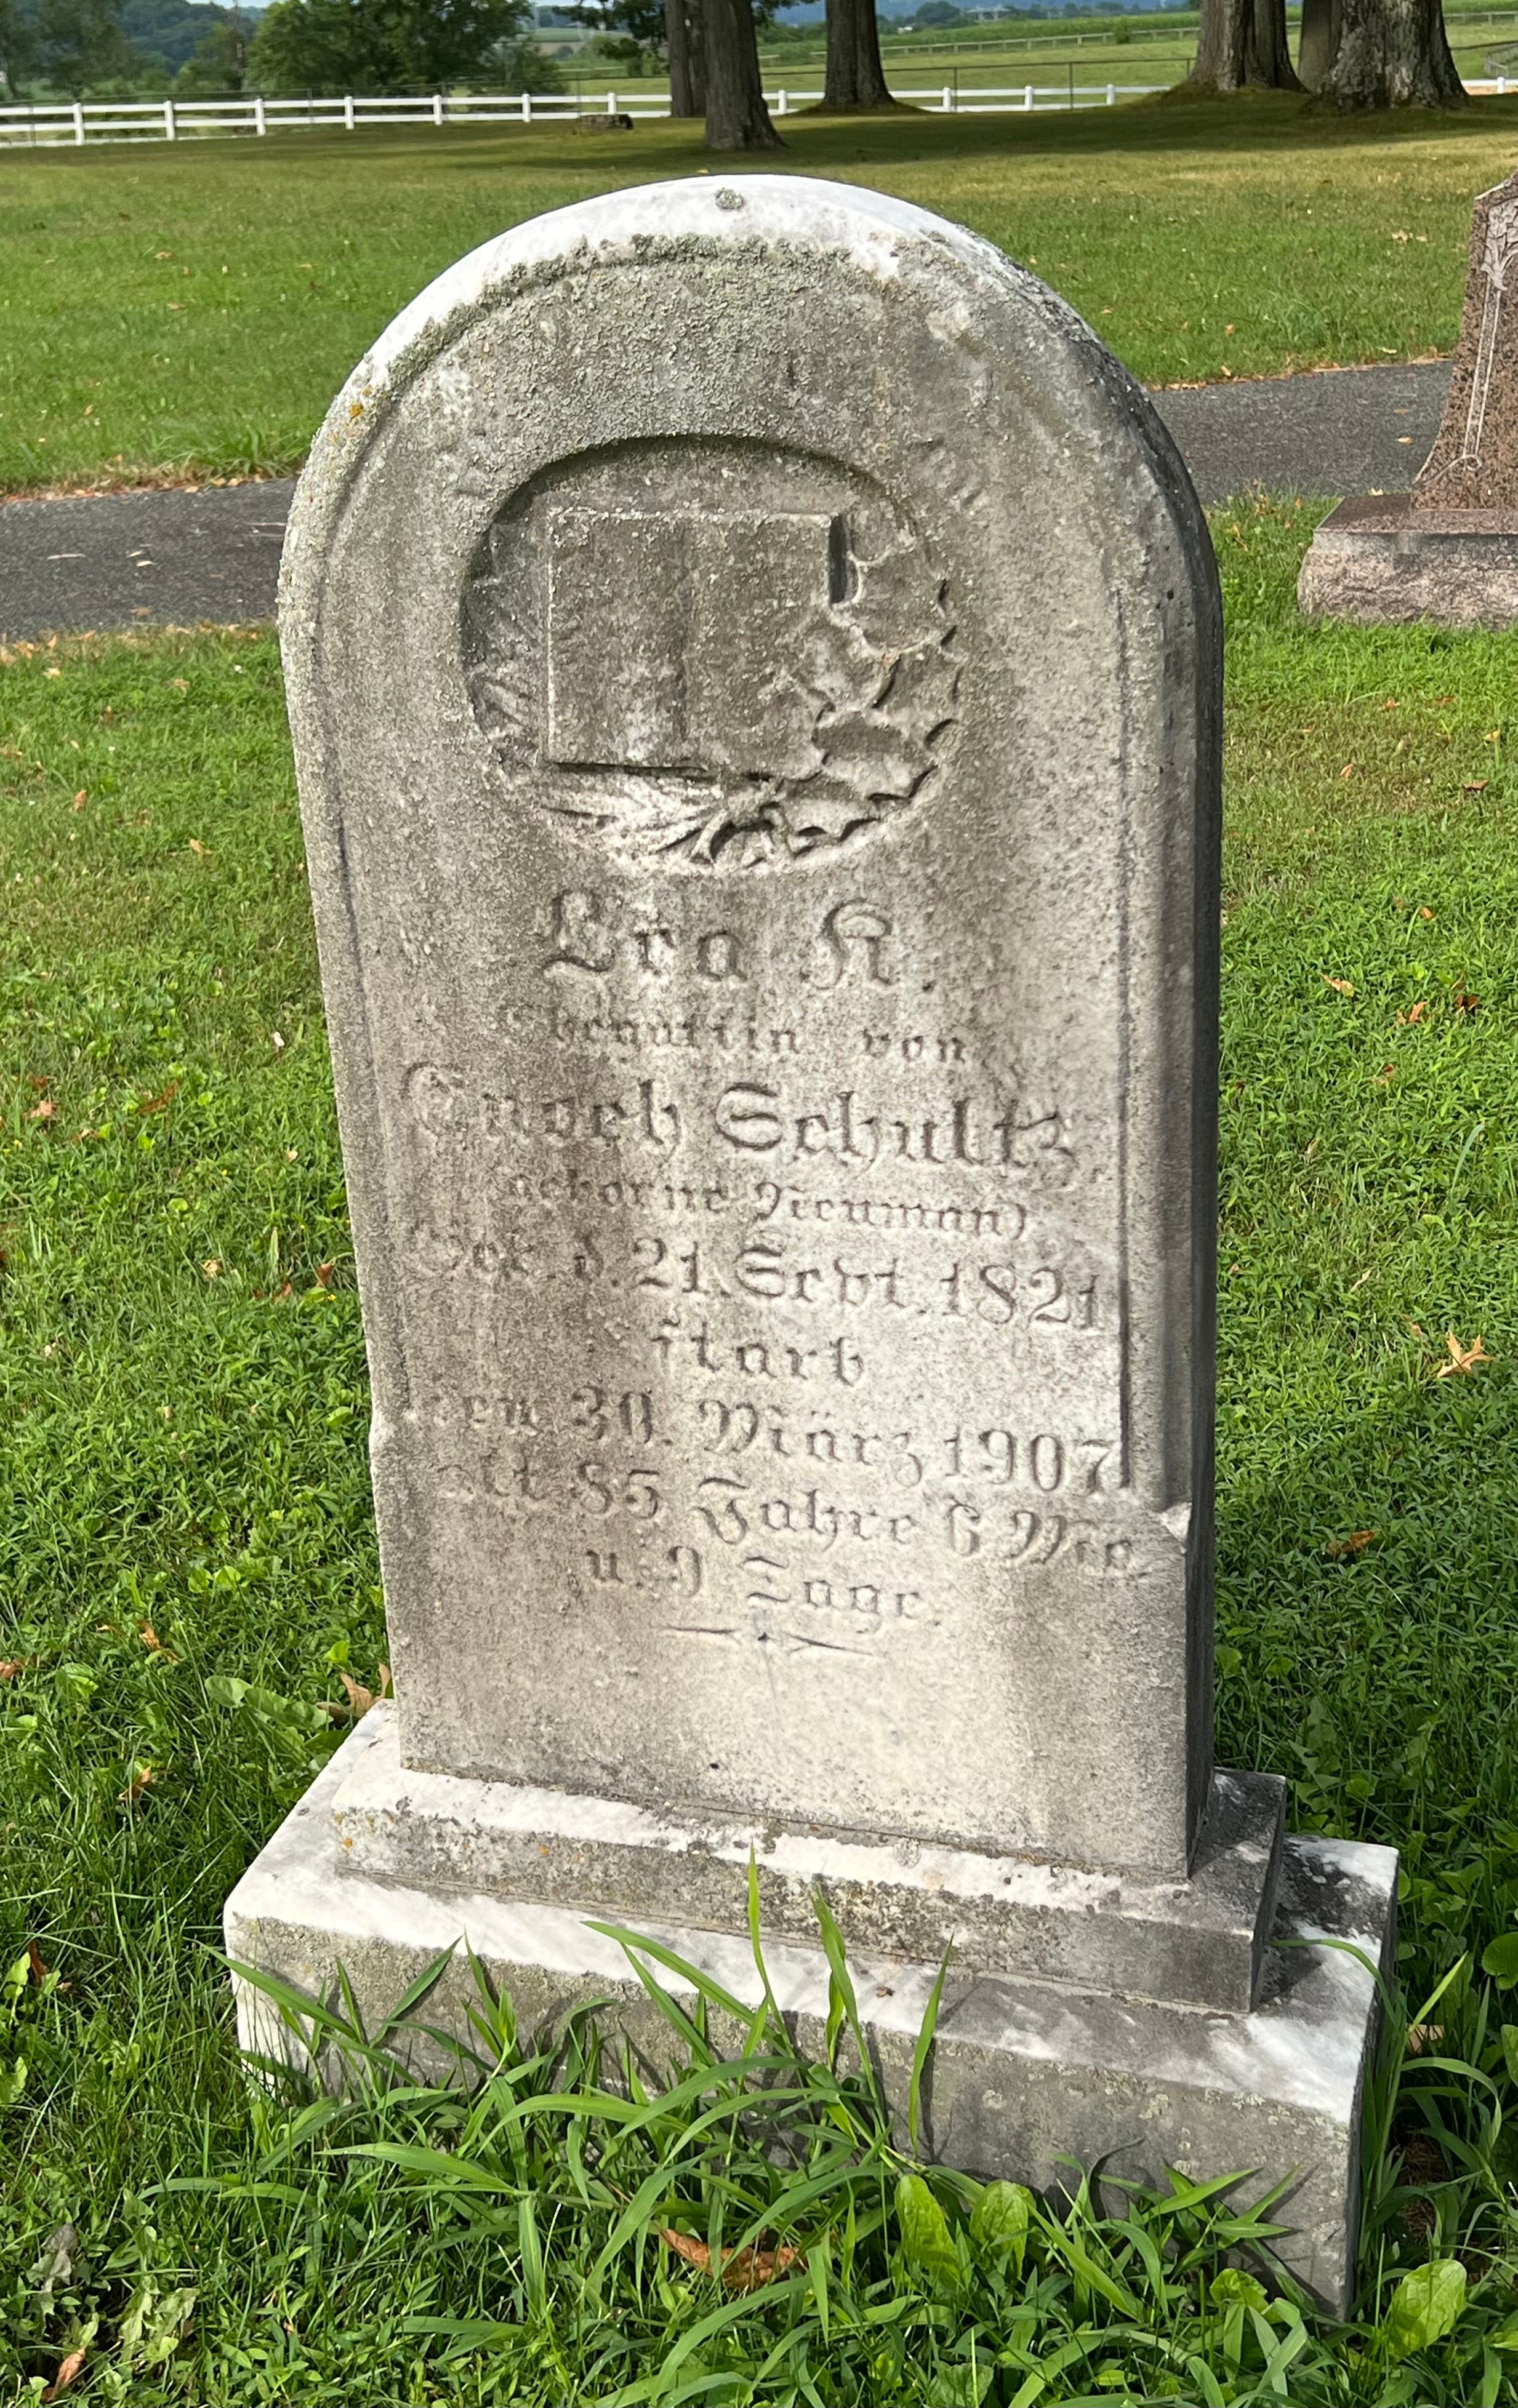 Lea K.
Ehegattin von
Enoch Schultz
(geborne Neuman)
Geb. d. 21. Sept. 1821
starb
den 30. März 1907
alt 85 Jahre 6 Mo.
u. 9 Tage.